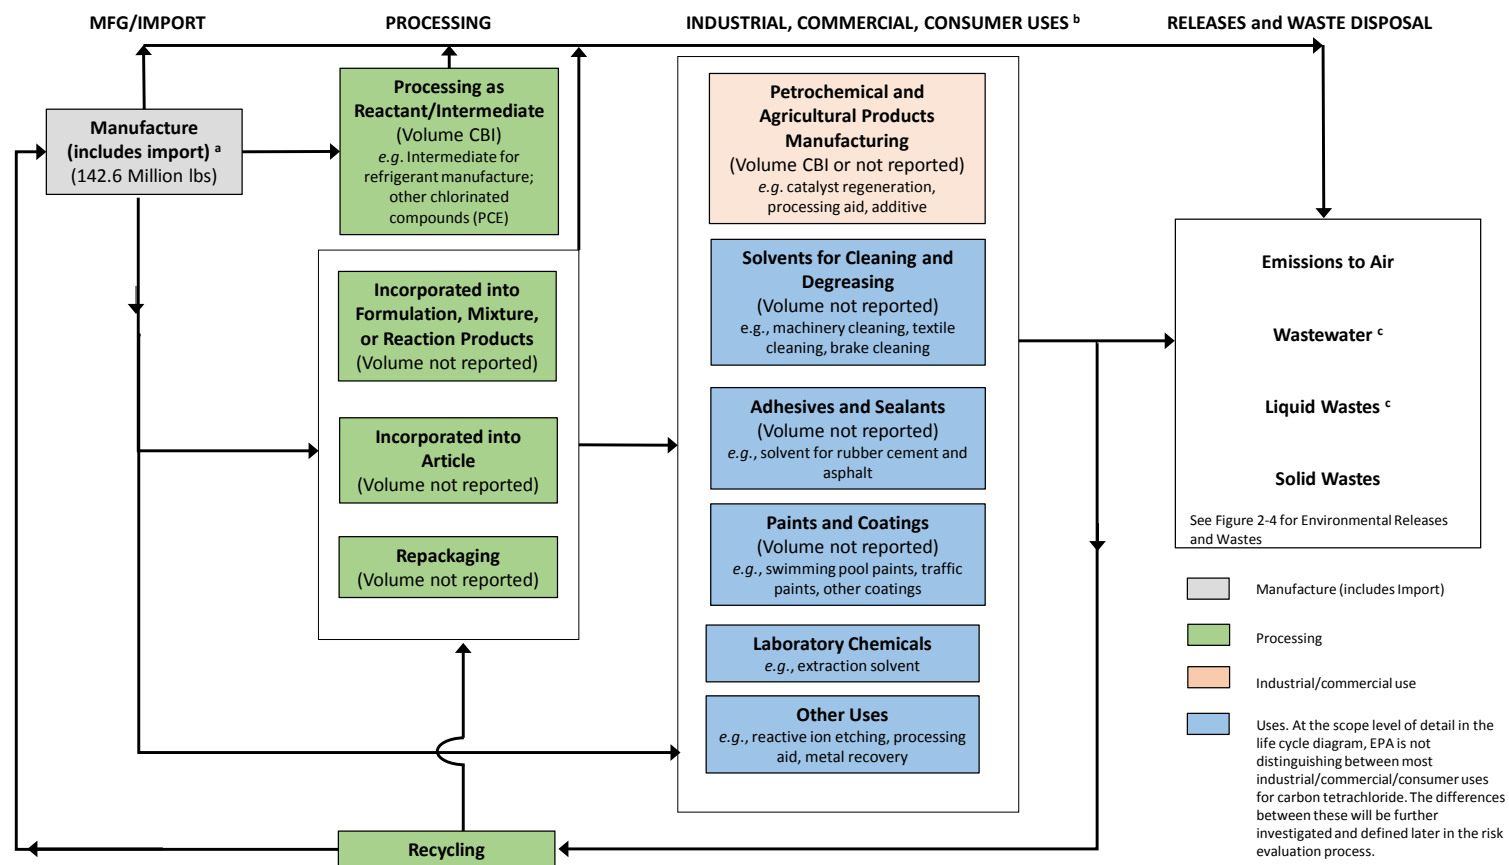 MFG/IMPORT
PROCESSING
INDUSTRIAL, COMMERCIAL, CONSUMER USES b
RELEASES and WASTE DISPOSAL
Manufacture
(includes import) a
(142.6 Million lbs)
Processing as
Reactant/Intermediate
(Volume CBI)
e.g. Intermediate for
refrigerant manufacture;
other chlorinated
compounds (PCE)
Incorporated into
Formulation, Mixture,
or Reaction Products
(Volume not reported)
Incorporated into
Article
(Volume not reported)
Repackaging
(Volume not reported)
Recycling
Petrochemical and
Agricultural Products
Manufacturing
(Volume CBI or not reported)
e.g. catalyst regeneration,
processing aid, additive
Solvents for Cleaning and
Degreasing
(Volume not reported)
e.g., machinery cleaning, textile
cleaning, brake cleaning
Adhesives and Sealants
(Volume not reported)
e.g., solvent for rubber cement and
asphalt
Paints and Coatings
(Volume not reported)
e.g., swimming pool paints, traffic
paints, other coatings
Laboratory Chemicals
e.g., extraction solvent
Other Uses
e.g., reactive ion etching, processing
aid, metal recovery
Emissions to Air
Wastewater c
Liquid Wastes c
Solid Wastes
See Figure 2-4 for Environmental Releases
and Wastes
Manufacture (includes Import)
Processing
Industrial/commercial use
Uses. At the scope level of detail in the
life cycle diagram, EPA is not
distinguishing between most
industrial/commercial/consumer uses
for carbon tetrachloride. The differences
between these will be further
investigated and defined later in the risk
evaluation process.